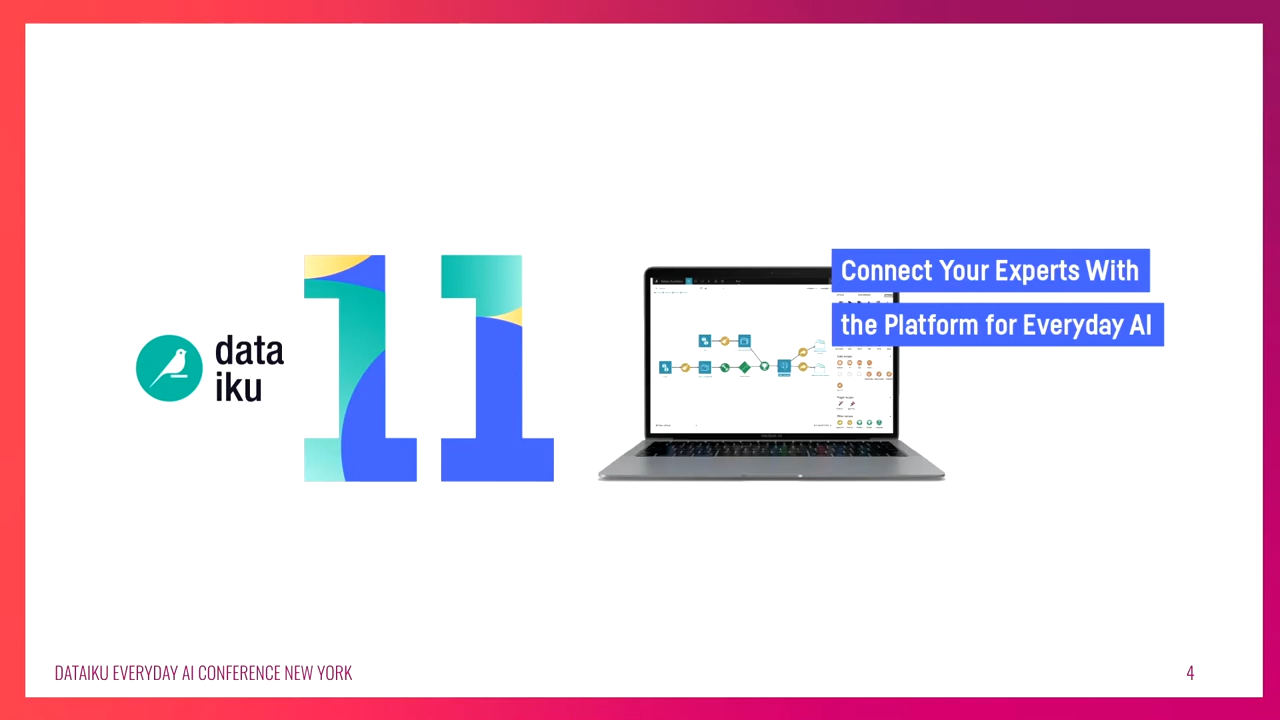 data
iku
11
Connect Your Experts With
the Platform for Everyday AI
DATAIKU EVERYDAY AI CONFERENCE NEW YORK
4